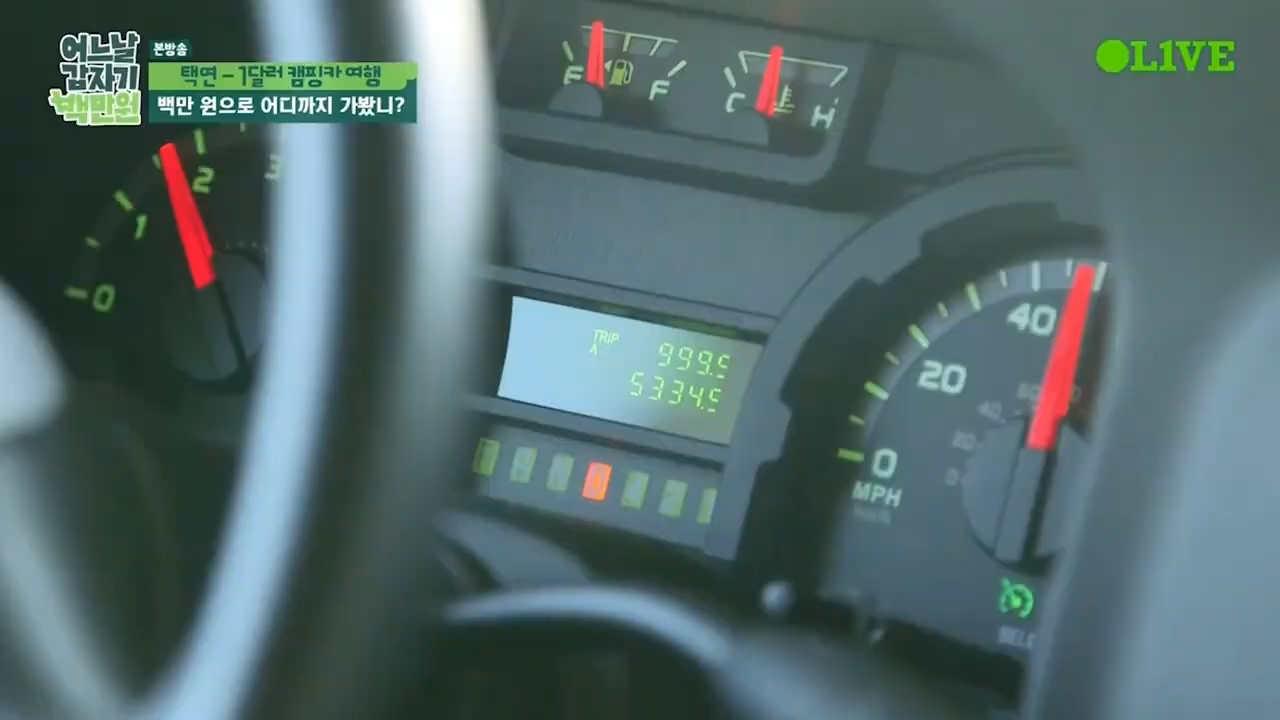 어느날
갑자기
백만원
본방송
택연 – 1달러 캠핑카 여행
백만 원으로 어디까지 가봤니?
OL1VE
E F
C H
0 1 2 3
TRIP
A
999.5
5334.5
0 20 40
MPH